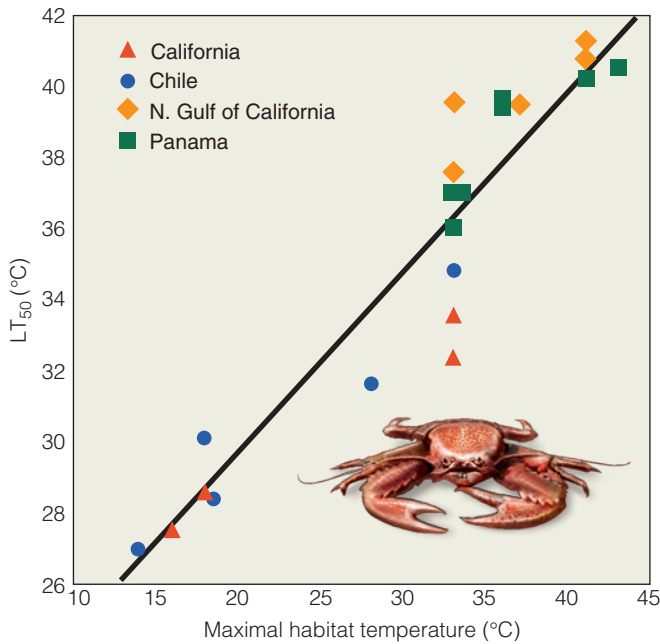 42
40
38
36
34
32
30
28
26
LT50 (°C)
California
Chile
N. Gulf of California
Panama
10 15 20 25 30 35 40 45
Maximal habitat temperature (°C)